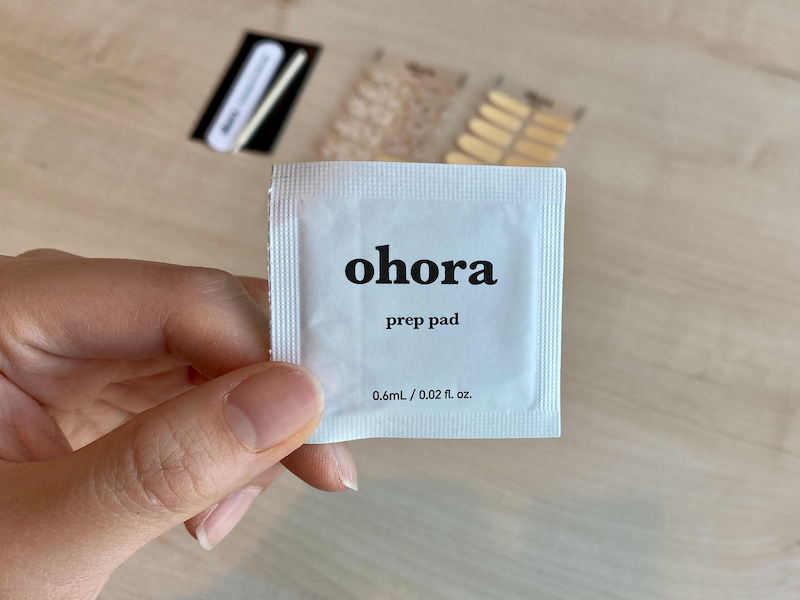 ohora
prep pad
0.6mL / 0.02 fl. oz.